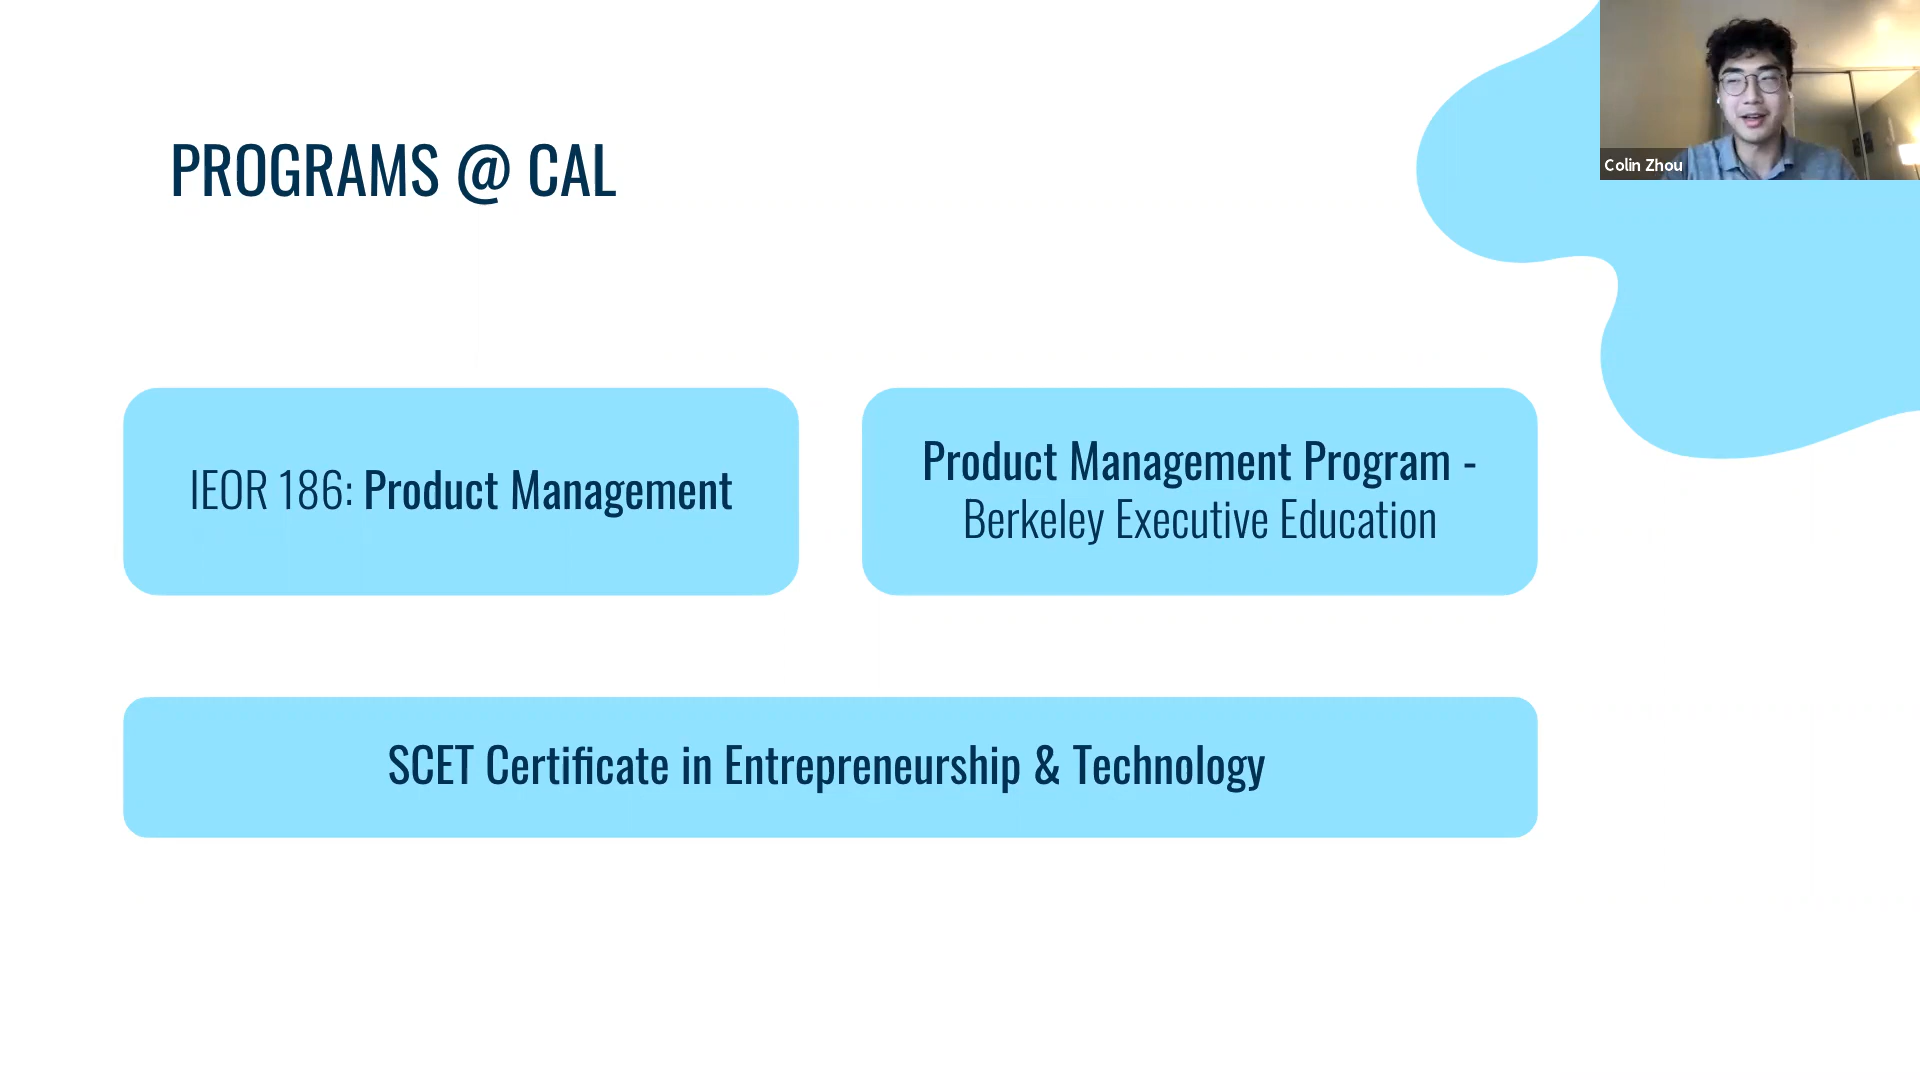 PROGRAMS @ CAL
Colin Zhou
IEOR 186: Product Management
Product Management Program -
Berkeley Executive Education
SCET Certificate in Entrepreneurship & Technology